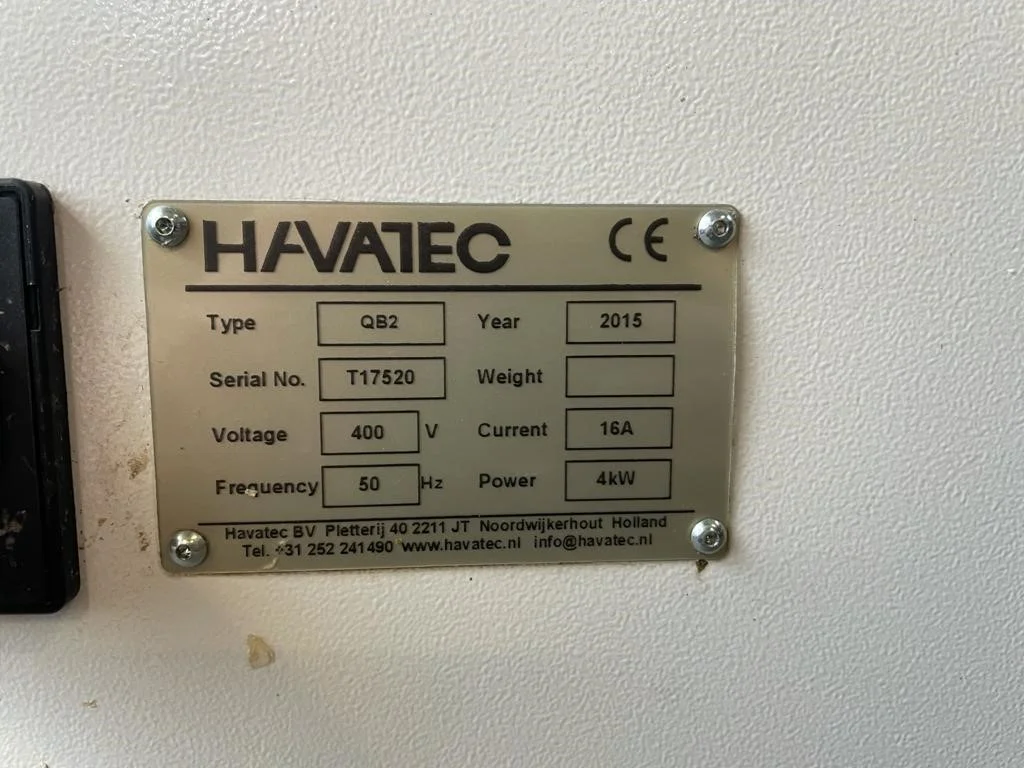 HAVATEC CE
Type QB2 Year 2015
Serial No. T17520 Weight
Voltage 400 V Current 16A
Frequency 50 Hz Power 4kW
Havatec BV Pletterij 40 2211 JT Noordwijkerhout Holland
Tel. +31 252 241490 www.havatec.nl info@havatec.nl